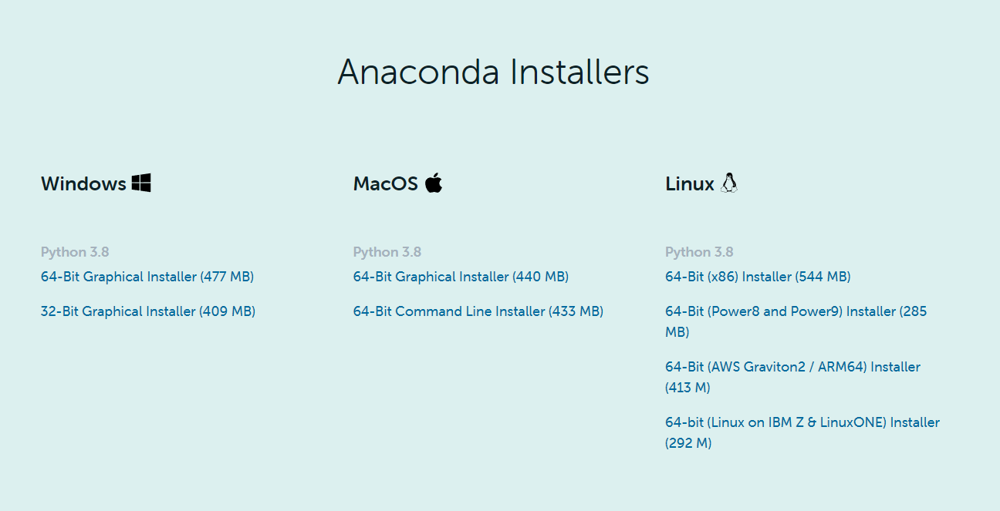 Anaconda Installers
Windows
Python 3.8
64-Bit Graphical Installer (477 MB)
32-Bit Graphical Installer (409 MB)
MacOS
Python 3.8
64-Bit Graphical Installer (440 MB)
64-Bit Command Line Installer (433 MB)
Linux
Python 3.8
64-Bit (x86) Installer (544 MB)
64-Bit (Power8 and Power9) Installer (285
MB)
64-Bit (AWS Graviton2 / ARM64) Installer
(413 M)
64-bit (Linux on IBM Z & LinuxONE) Installer
(292 M)